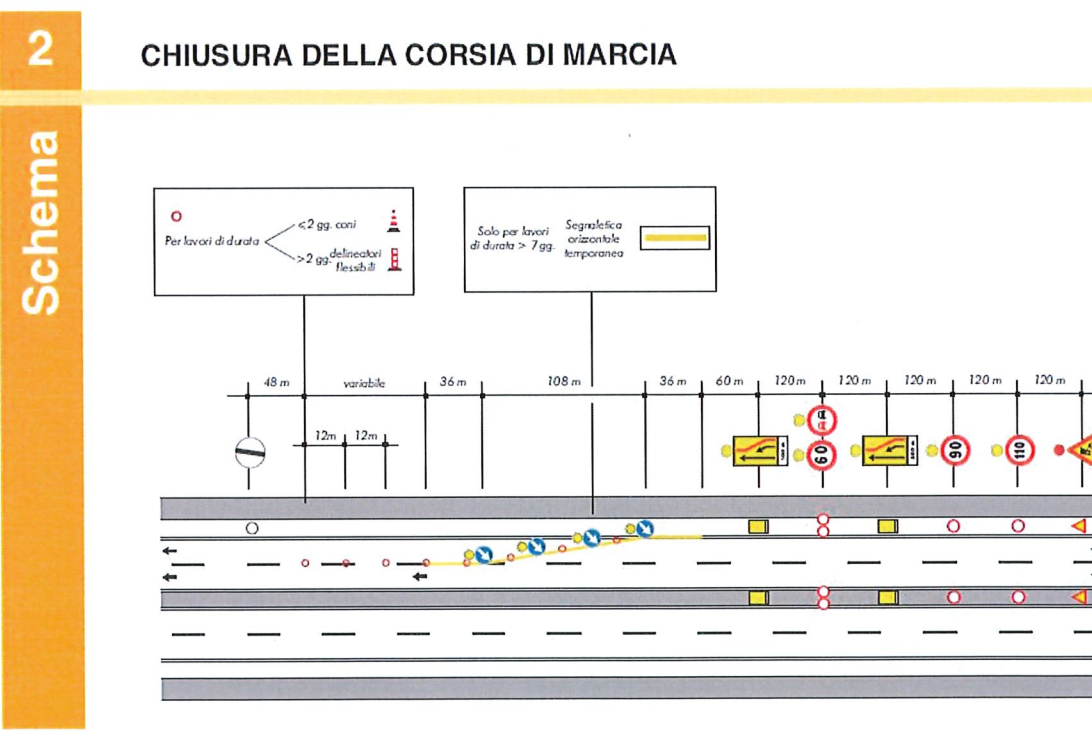 2
CHIUSURA DELLA CORSIA DI MARCIA
Schema
Per lavori di durata
<2 gg. coni
>2 gg. delineatori
flessibili
Solo per lavori
di durata > 7 gg.
Segnaletica
orizzontale
temporanea
48 m
variabile
36 m
108 m
36 m
60 m
120 m
120 m
120 m
120 m
120 m
12m
12m
60
90
110